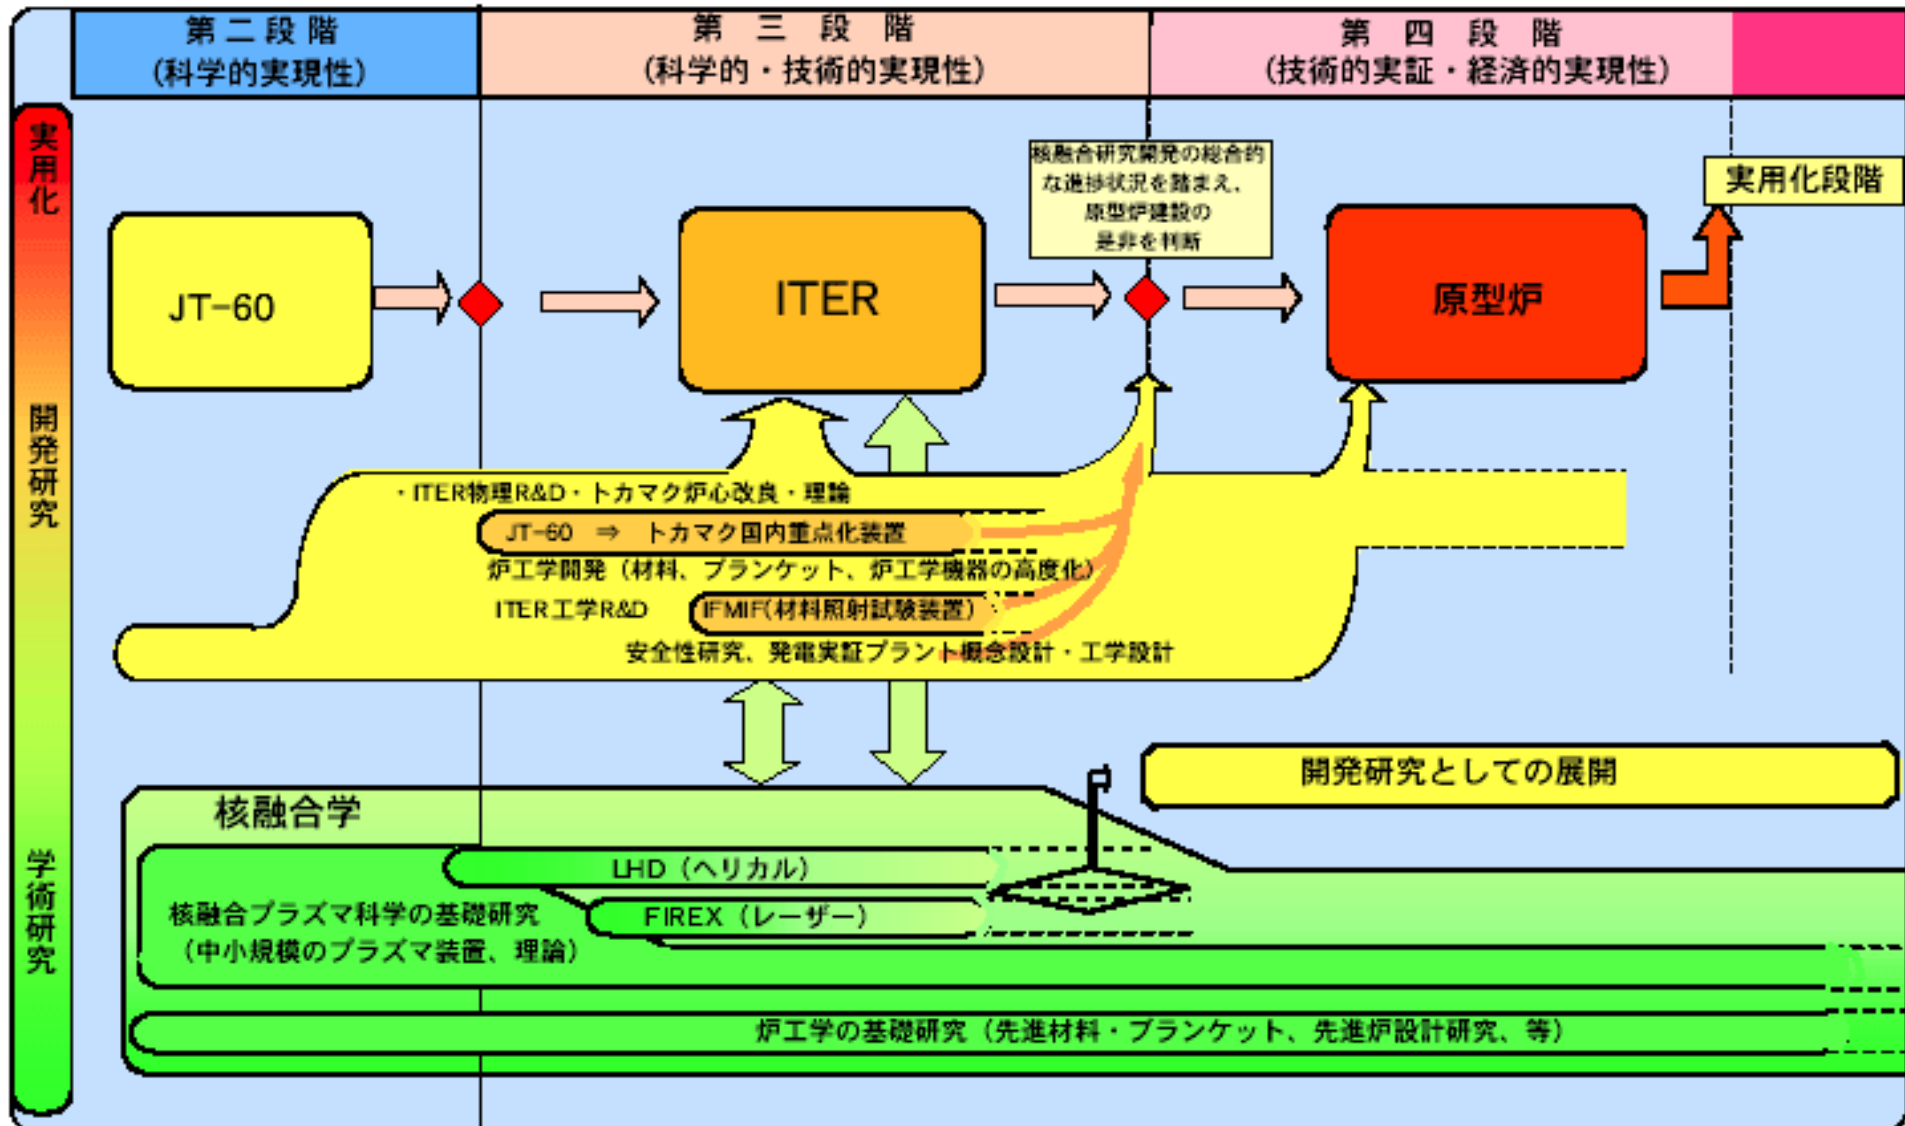 第二段階
(科学的実現性)
第 三 段 階
(科学的・技術的実現性)
第 四 段 階
(技術的実証・経済的実現性)
実用化
開発研究
学術研究
核融合研究開発の総合的
な進捗状況を踏まえ、
原型炉建設の
是非を判断
実用化段階
JT-60
ITER
原型炉
・ITER物理R&D・トカマク炉心改良・理論
JT-60 ⇒ トカマク国内重点化装置
炉工学開発（材料、ブランケット、炉工学機器の高度化）
ITER工学R&D
IFMIF(材料照射試験装置)
安全性研究、発電実証プラント概念設計・工学設計
開発研究としての展開
核融合学
LHD（ヘリカル）
FIREX（レーザー）
核融合プラズマ科学の基礎研究
（中小規模のプラズマ装置、理論）
炉工学の基礎研究（先進材料・ブランケット、先進炉設計研究、等）